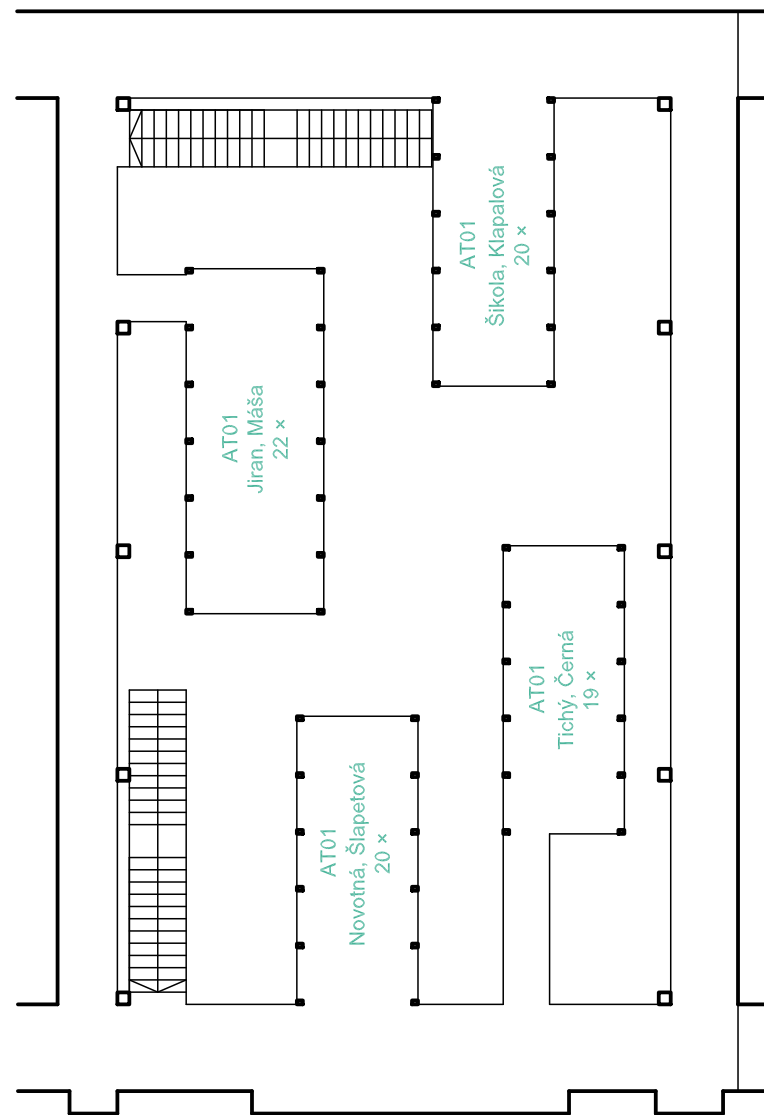 AT01
Šikola, Klapalová
20 ×
AT01
Jiran, Máša
22 ×
AT01
Tichý, Černá
19 ×
AT01
Novotná, Šlapetová
20 ×